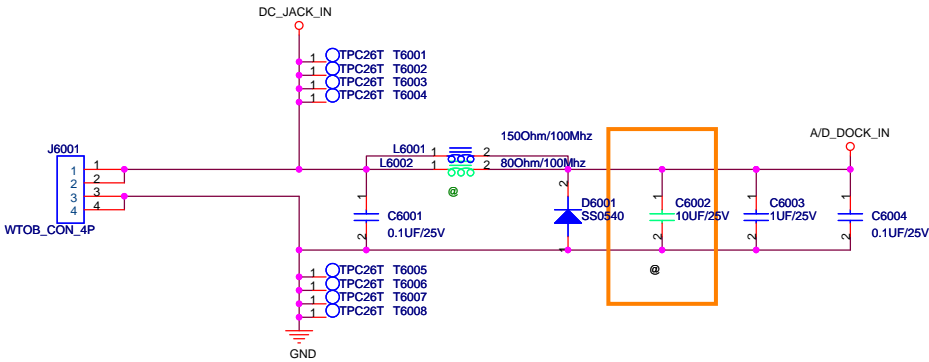 DC_JACK_IN
1 TPC26T T6001
1 TPC26T T6002
1 TPC26T T6003
1 TPC26T T6004
A/D_DOCK_IN
150Ohm/100Mhz
J6001
L6001 1 2
1 1
L6002 1 2 80Ohm/100Mhz
2 2
@
3 3
4 4
WTOB_CON_4P
1 2 C6001 0.1UF/25V
2 1 D6001 SS0540
1 2 C6002 10UF/25V
@
1 2 C6003 1UF/25V
1 2 C6004 0.1UF/25V
1 TPC26T T6005
1 TPC26T T6006
1 TPC26T T6007
1 TPC26T T6008
GND